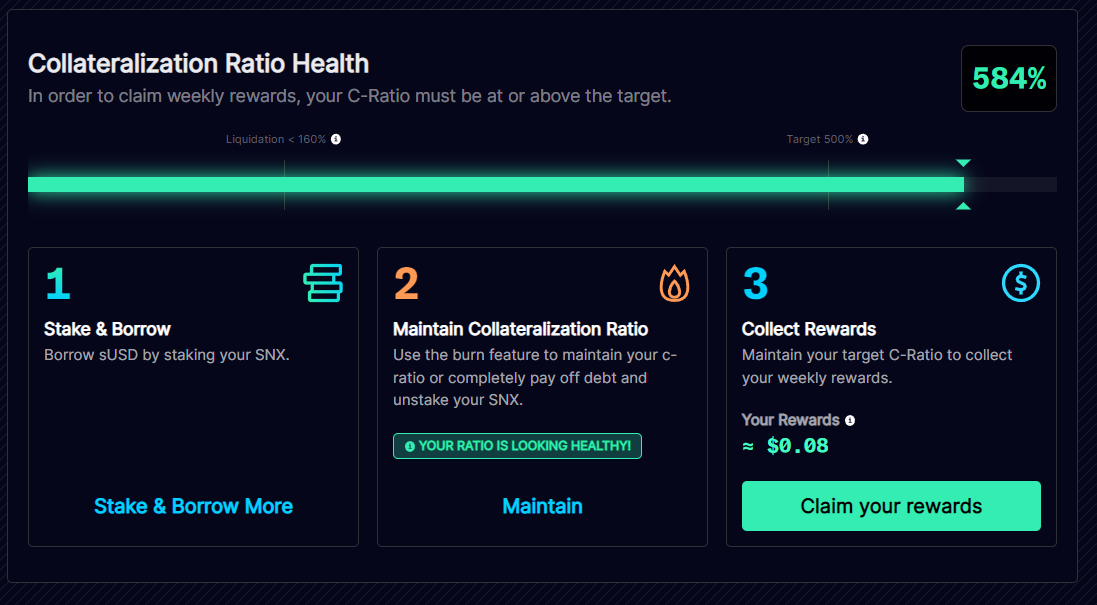 Collateralization Ratio Health
584%
In order to claim weekly rewards, your C-Ratio must be at or above the target.
Liquidation < 160%
Target 500%
1
Stake & Borrow
Borrow sUSD by staking your SNX.
Stake & Borrow More
2
Maintain Collateralization Ratio
Use the burn feature to maintain your c-
ratio or completely pay off debt and
unstake your SNX.
YOUR RATIO IS LOOKING HEALTHY!
Maintain
3
$
Collect Rewards
Maintain your target C-Ratio to collect
your weekly rewards.
Your Rewards
≈ $0.08
Claim your rewards